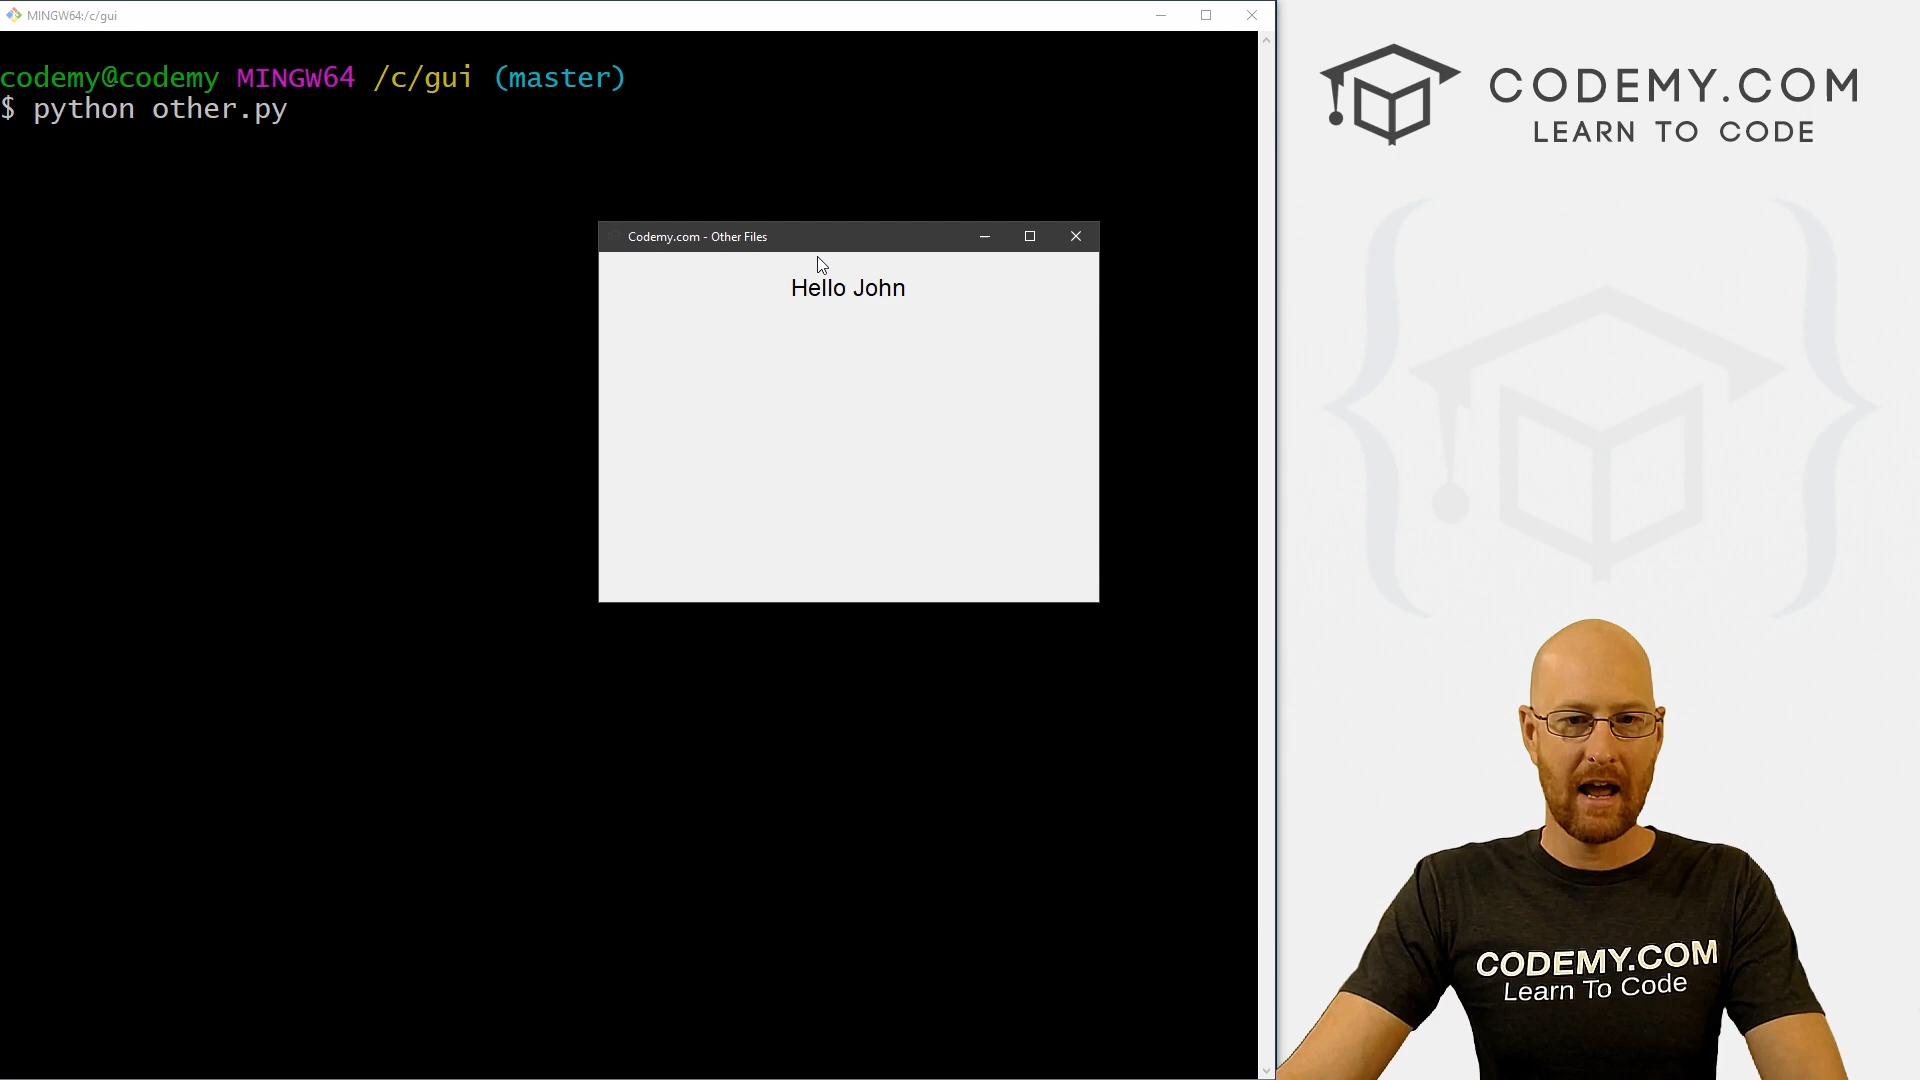 MINGW64:/c/gui
codemy@codemy MINGW64 /c/gui (master)
$ python other.py
Codemy.com - Other Files
Hello John
CODEMY.COM
LEARN TO CODE
CODEMY.COM
Learn To Code